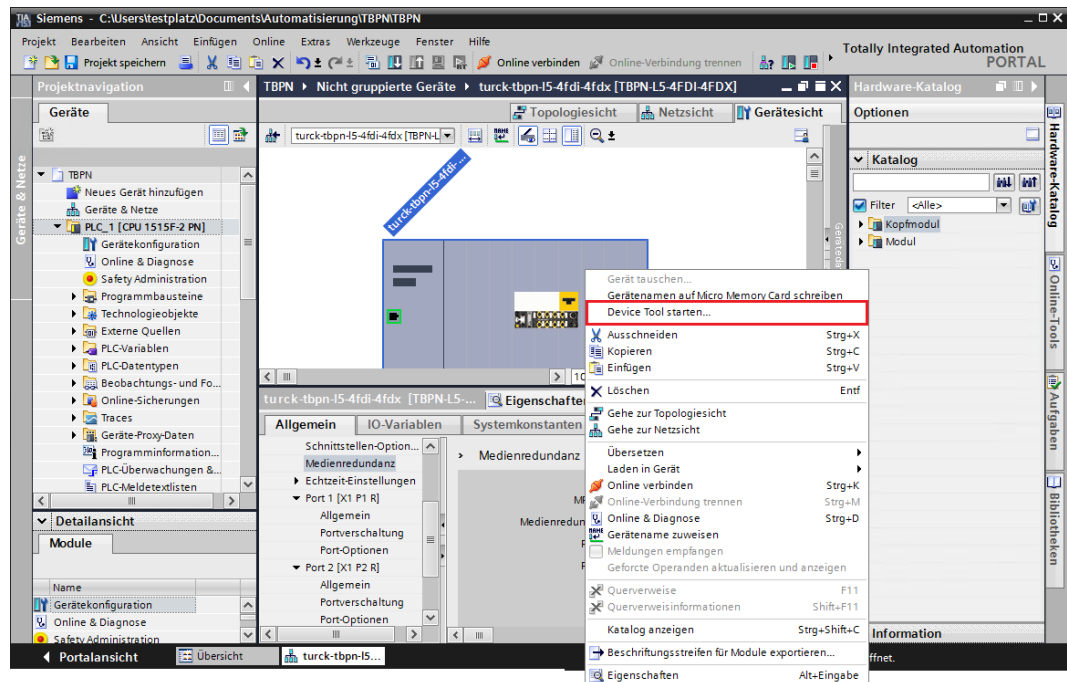 Siemens - C:\Users\testplatz\Documents\Automatisierung\TBPN\TBPN
Projekt Bearbeiten Ansicht Einfügen Online Extras Werkzeuge Fenster Hilfe
Totally Integrated Automation
PORTAL
Projekt speichern
Online verbinden
Online-Verbindung trennen
Projektnavigation
TBPN
Nicht gruppierte Geräte
turck-tbpn-l5-4fdi-4fdx [TBPN-L5-4FDI-4FDX]
Hardware-Katalog
Geräte
Topologiesicht
Netzsicht
Gerätesicht
Optionen
turck-tbpn-l5-4fdi-4fdx [TBPN-L
Geräte & Netze
TBPN
Neues Gerät hinzufügen
Geräte & Netze
PLC_1 [CPU 1515F-2 PN]
Gerätekonfiguration
Online & Diagnose
Safety Administration
Programmbausteine
Technologieobjekte
Externe Quellen
PLC-Variablen
PLC-Datentypen
Beobachtungs- und Fo...
Online-Sicherungen
Traces
Geräte-Proxy-Daten
Programminformation...
PLC-Überwachungen &...
PLC-Meldetextlisten
turck-tbpn-l5-4fdi-...
Katalog
Filter
<Alle>
Kopfmodul
Modul
Information
Hardware-Katalog
Online-Tools
Aufgaben
Bibliotheken
Detailansicht
Module
Name
Gerätekonfiguration
Online & Diagnose
Safety Administration
10
turck-tbpn-l5-4fdi-4fdx [TBPN-L5-...
Eigenschafte
Allgemein
IO-Variablen
Systemkonstanten
Schnittstellen-Option...
Medienredundanz
Echtzeit-Einstellungen
Port 1 [X1 P1 R]
Allgemein
Portverschaltung
Port-Optionen
Port 2 [X1 P2 R]
Allgemein
Portverschaltung
Port-Optionen
Medienredundanz
Medienredun
Gerät tauschen...
Gerätenamen auf Micro Memory Card schreiben
Device Tool starten...
Ausschneiden Strg+X
Kopieren Strg+C
Einfügen Strg+V
Löschen Entf
Gehe zur Topologiesicht
Gehe zur Netzsicht
Übersetzen
Laden in Gerät
Online verbinden Strg+K
Online-Verbindung trennen Strg+M
Online & Diagnose Strg+D
Gerätename zuweisen
Meldungen empfangen
Geforcte Operanden aktualisieren und anzeigen
Querverweise F11
Querverweisinformationen Shift+F11
Katalog anzeigen Strg+Shift+C
Beschriftungsstreifen für Module exportieren...
Eigenschaften Alt+Eingabe
Portalansicht
Übersicht
turck-tbpn-l5...
ffnet.